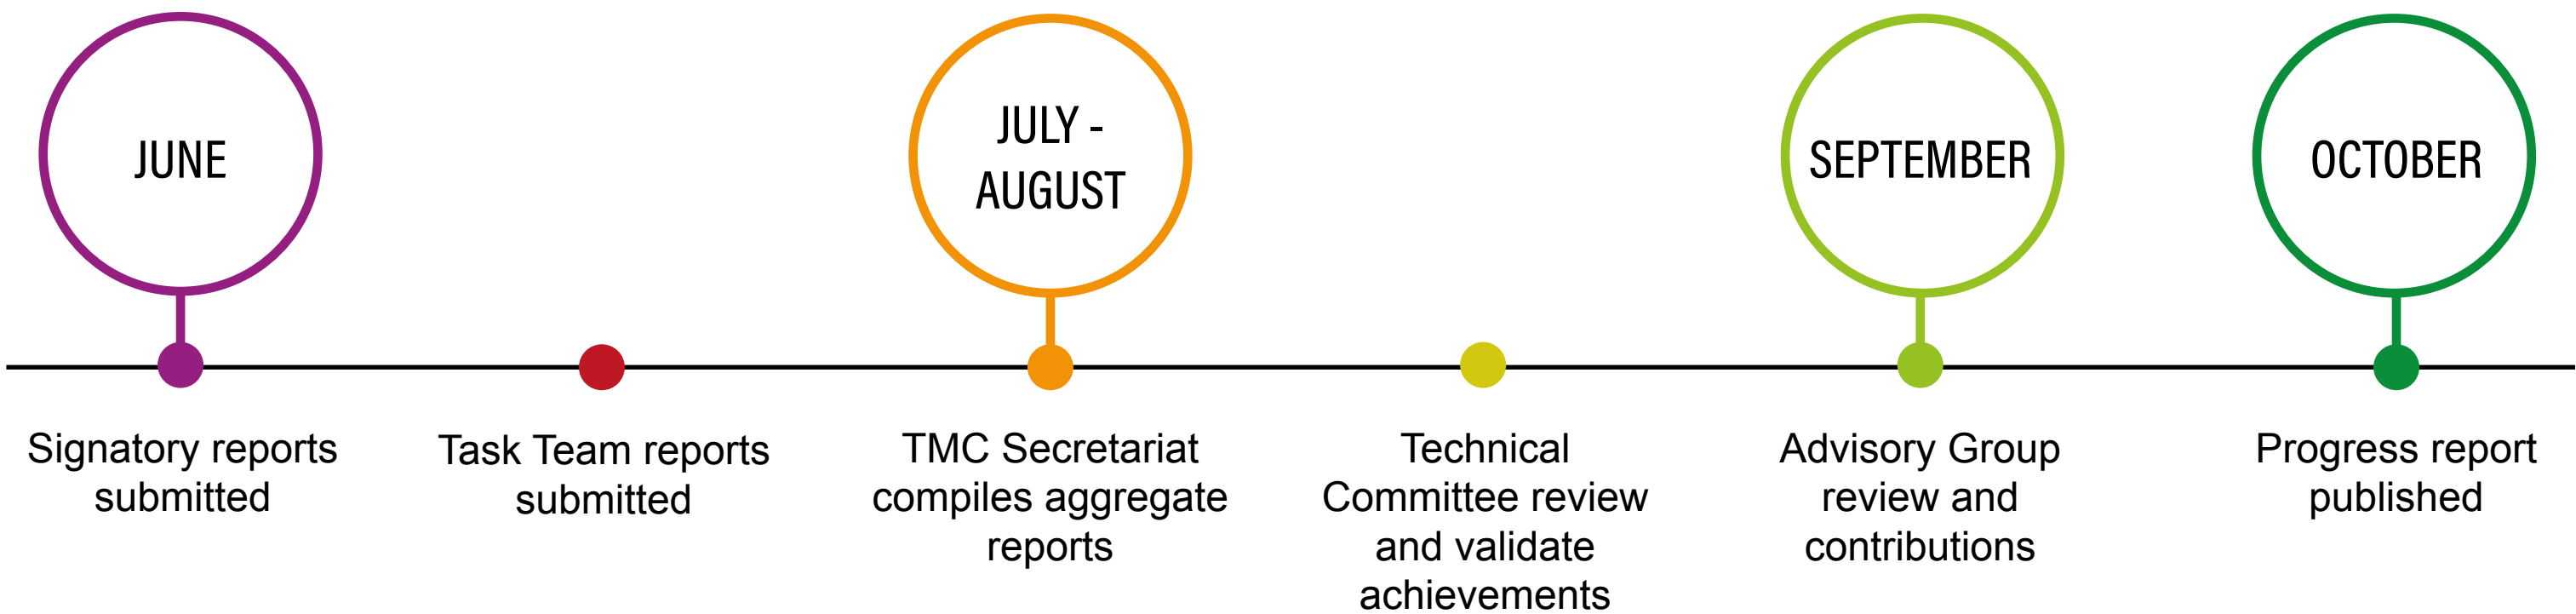 JUNE
JULY -
AUGUST
SEPTEMBER
OCTOBER
Signatory reports
submitted
Task Team reports
submitted
TMC Secretariat
compiles aggregate
reports
Technical
Committee review
and validate
achievements
Advisory Group
review and
contributions
Progress report
published